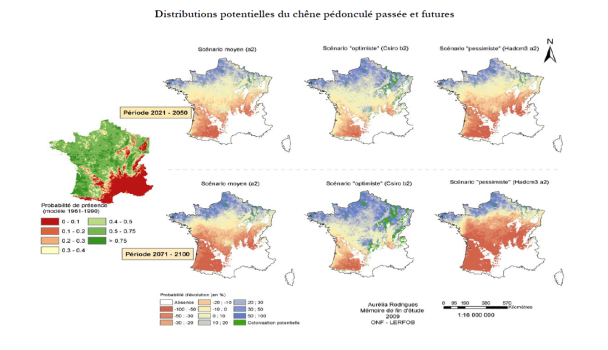 Distributions potentielles du chêne pédonculé passée et futures
Scénario moyen (a2)
Scénario "optimiste" (Csiro b2)
Scénario "pessimiste" (Hadcm3 a2)
N
Période 2021 - 2050
Probabilité de présence
(modèle 1961-1990)
0 - 0.1
0.1 - 0.2
0.2 - 0.3
0.3 - 0.4
0.4 - 0.5
0.5 - 0.75
> 0.75
Scénario moyen (a2)
Scénario "optimiste" (Csiro b2)
Scénario "pessimiste" (Hadcm3 a2)
Période 2071 - 2100
Probabilité d'évolution (en %)
Absence
-100 ; -50
-50 ; -30
-30 ; -20
-20 ; -10
-10 ; 0
0 ; 10
10 ; 20
20 ; 30
30 ; 50
50 ; 100
Colonisation potentielle
Aurélia Rodrigues
Mémoire de fin d'étude
2009
ONF - LERFOB
0 95 190 380 570
Kilomètres
1:16 000 000